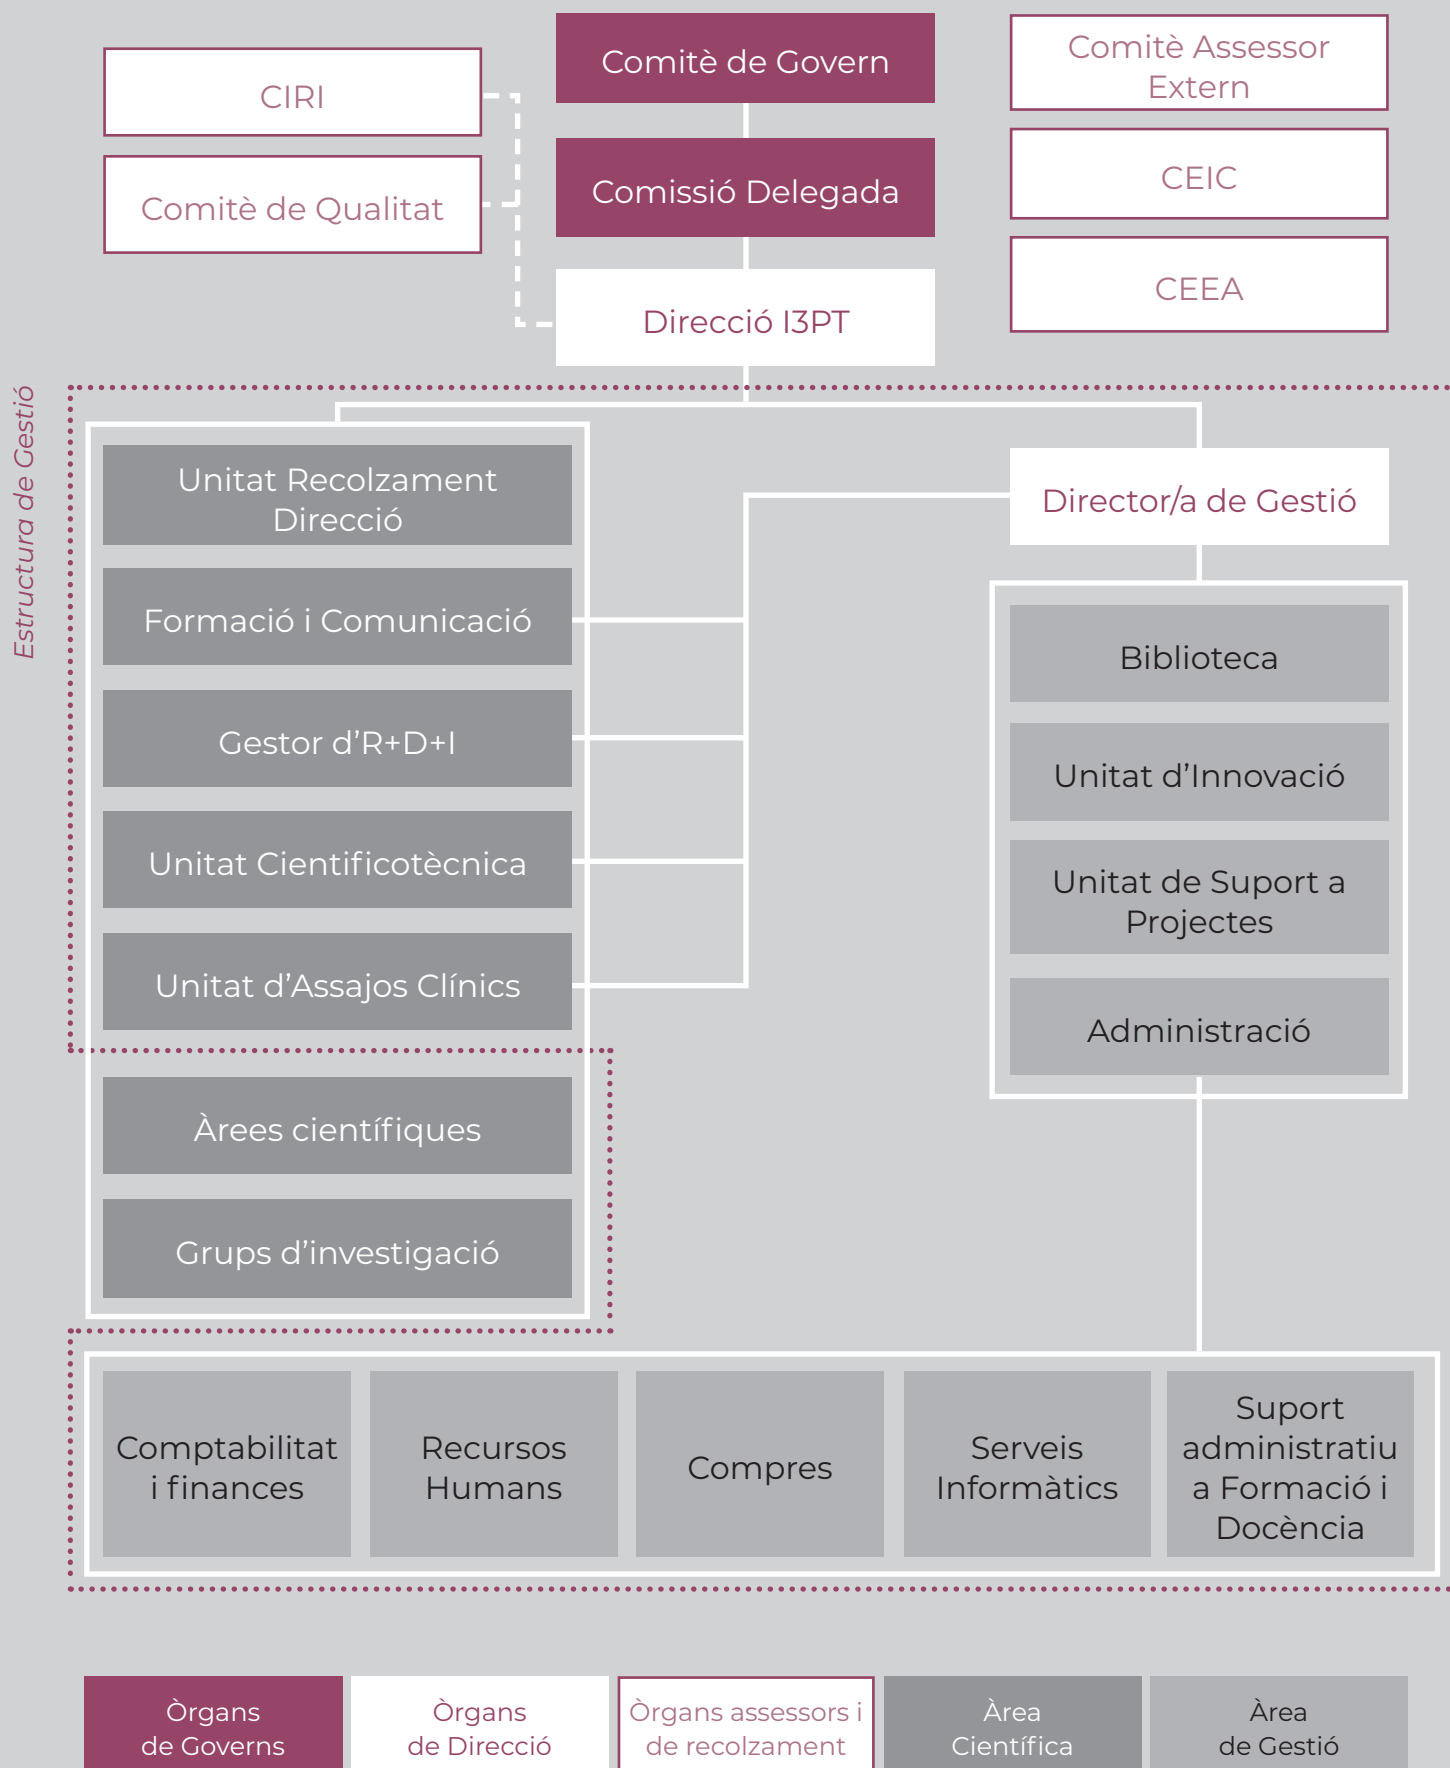 CIRI
Comitè de Qualitat
Comitè de Govern
Comissió Delegada
Direcció I3PT
Comitè Assessor
Extern
CEIC
CEEA
Estructura de Gestió
Unitat Recolzament
Direcció
Formació i Comunicació
Gestor d’R+D+I
Unitat Cientificotècnica
Unitat d’Assajos Clínics
Àrees científiques
Grups d’investigació
Director/a de Gestió
Biblioteca
Unitat d’Innovació
Unitat de Suport a
Projectes
Administració
Comptabilitat
i finances
Recursos
Humans
Compres
Serveis
Informàtics
Suport
administratiu
a Formació i
Docència
Òrgans
de Governs
Òrgans
de Direcció
Òrgans assessors i
de recolzament
Àrea
Científica
Àrea
de Gestió